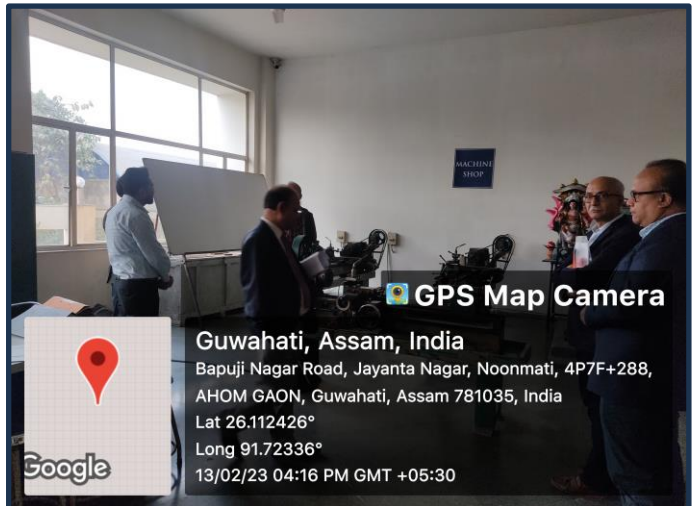 MACHINE
SHOP
GPS Map Camera
Guwahati, Assam, India
Bapuji Nagar Road, Jayanta Nagar, Noonmati, 4P7F+288,
AHOM GAON, Guwahati, Assam 781035, India
Lat 26.112426°
Long 91.72336°
13/02/23 04:16 PM GMT +05:30
Google